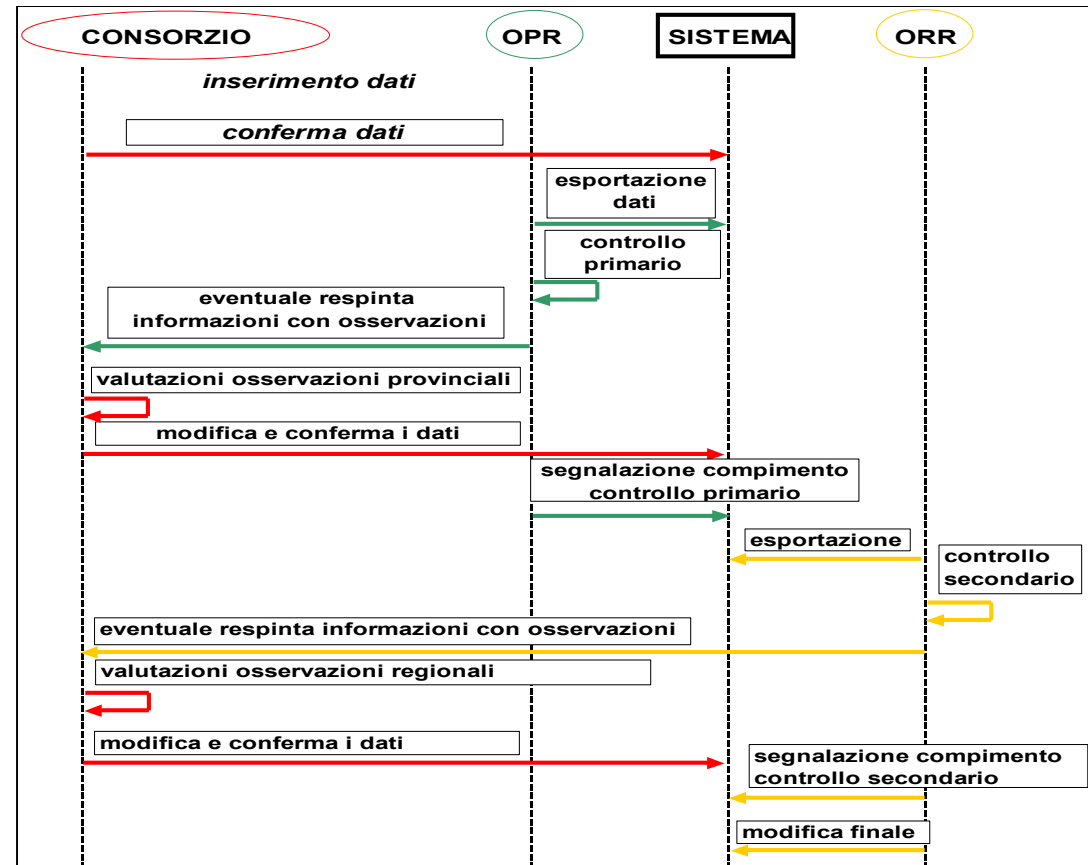 CONSORZIO
OPR
SISTEMA
ORR
inserimento dati
conferma dati
esportazione
dati
controllo
primario
eventuale respinta
informazioni con osservazioni
valutazioni osservazioni provinciali
modifica e conferma i dati
segnalazione compimento
controllo primario
esportazione
controllo
secondario
eventuale respinta informazioni con osservazioni
valutazioni osservazioni regionali
modifica e conferma i dati
segnalazione compimento
controllo secondario
modifica finale